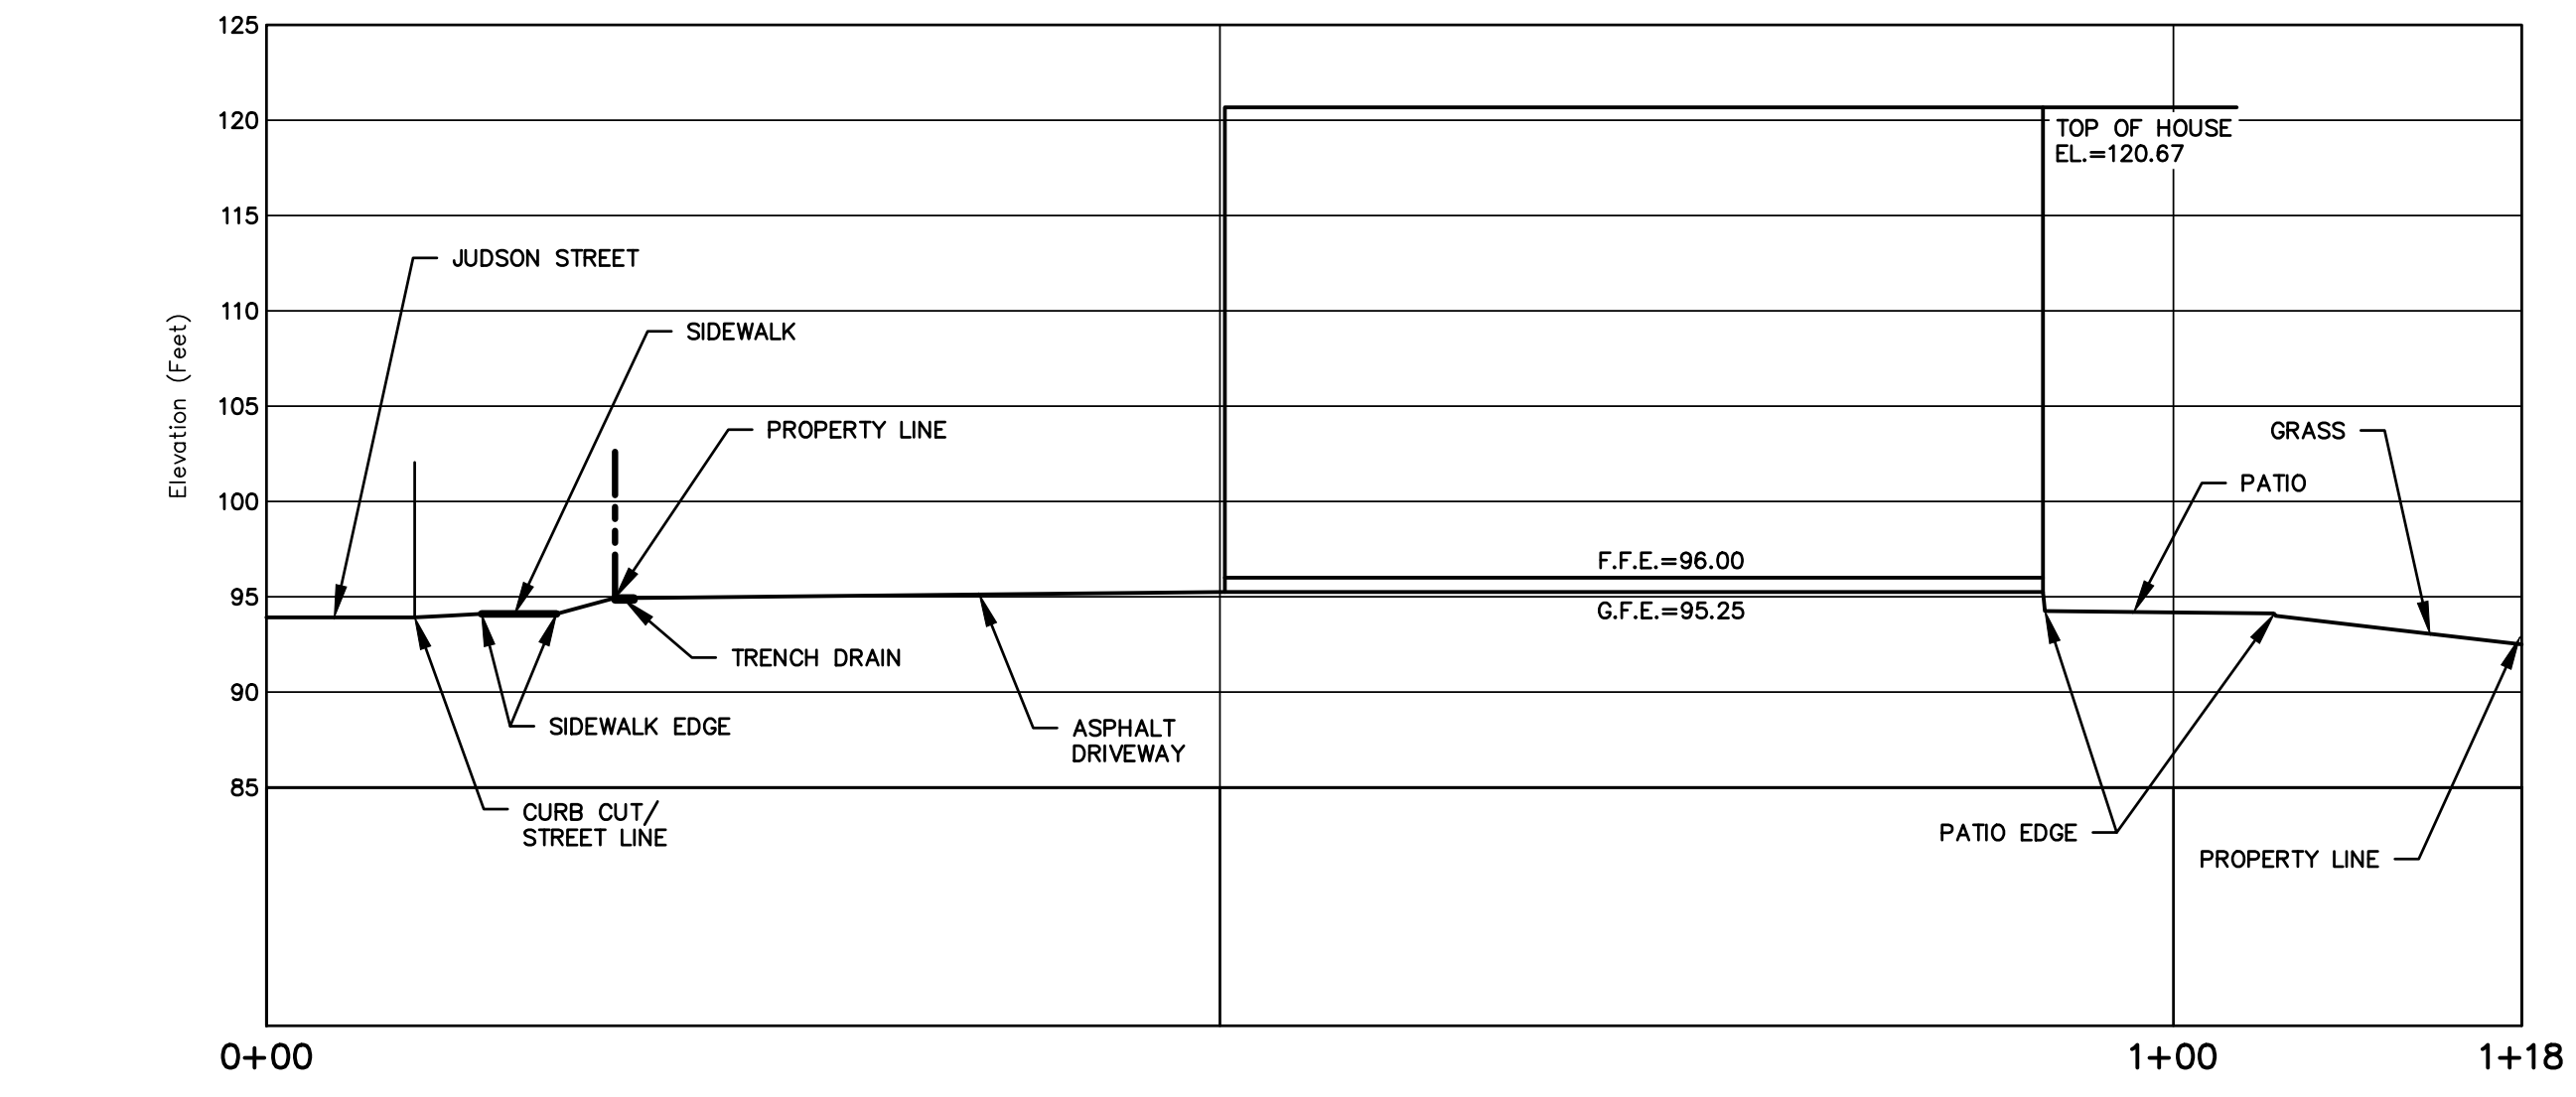 125
120
115
110
105
100
95
90
85
Elevation (Feet)
TOP OF HOUSE
EL.=120.67
JUDSON STREET
SIDEWALK
PROPERTY LINE
GRASS
PATIO
F.F.E.=96.00
G.F.E.=95.25
TRENCH DRAIN
SIDEWALK EDGE
ASPHALT
DRIVEWAY
CURB CUT/
STREET LINE
PATIO EDGE
PROPERTY LINE
0+00
1+00
1+18